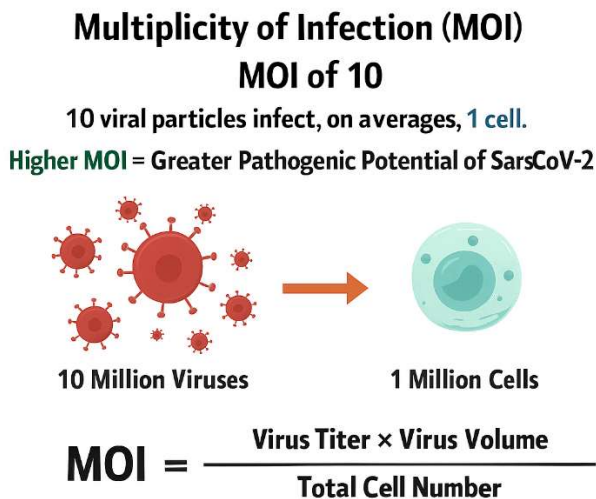 Multiplicity of Infection (MOI)
MOI of 10
10 viral particles infect, on averages, 1 cell.
Higher MOI = Greater Pathogenic Potential of SarsCoV-2
10 Million Viruses
1 Million Cells
MOI = Virus Titer × Virus Volume
Total Cell Number